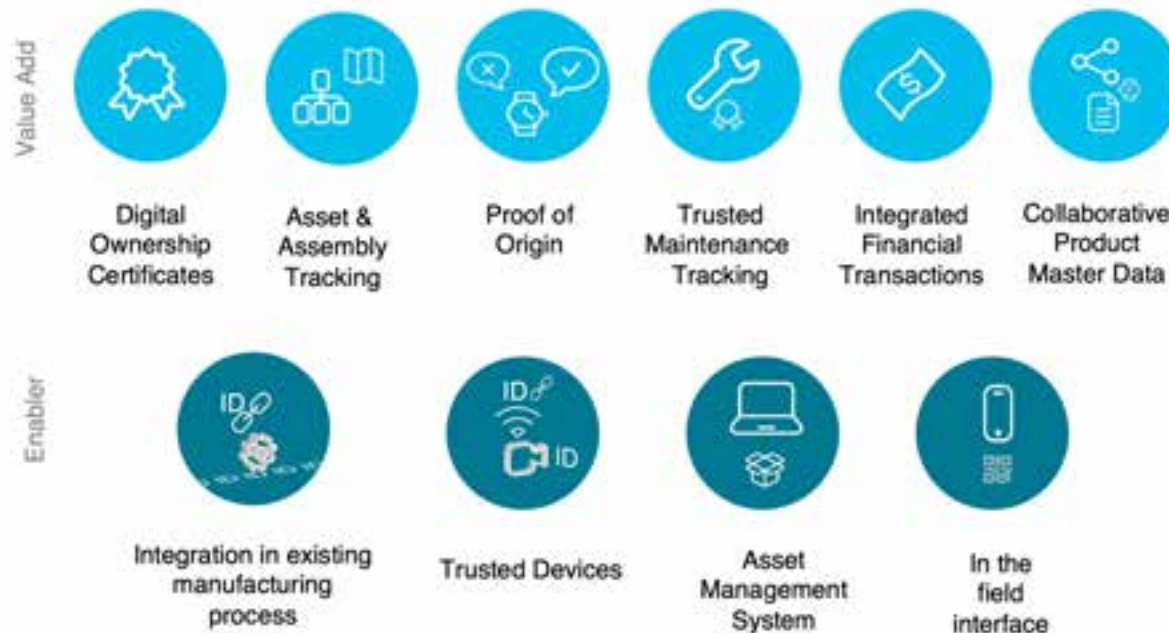 Value Add
Digital
Ownership
Certificates
Asset &
Assembly
Tracking
Proof of
Origin
Trusted
Maintenance
Tracking
Integrated
Financial
Transactions
Collaborative
Product
Master Data
$
Enabler
ID
ID
ID
Integration in existing
manufacturing
process
Trusted Devices
Asset
Management
System
In the
field
interface